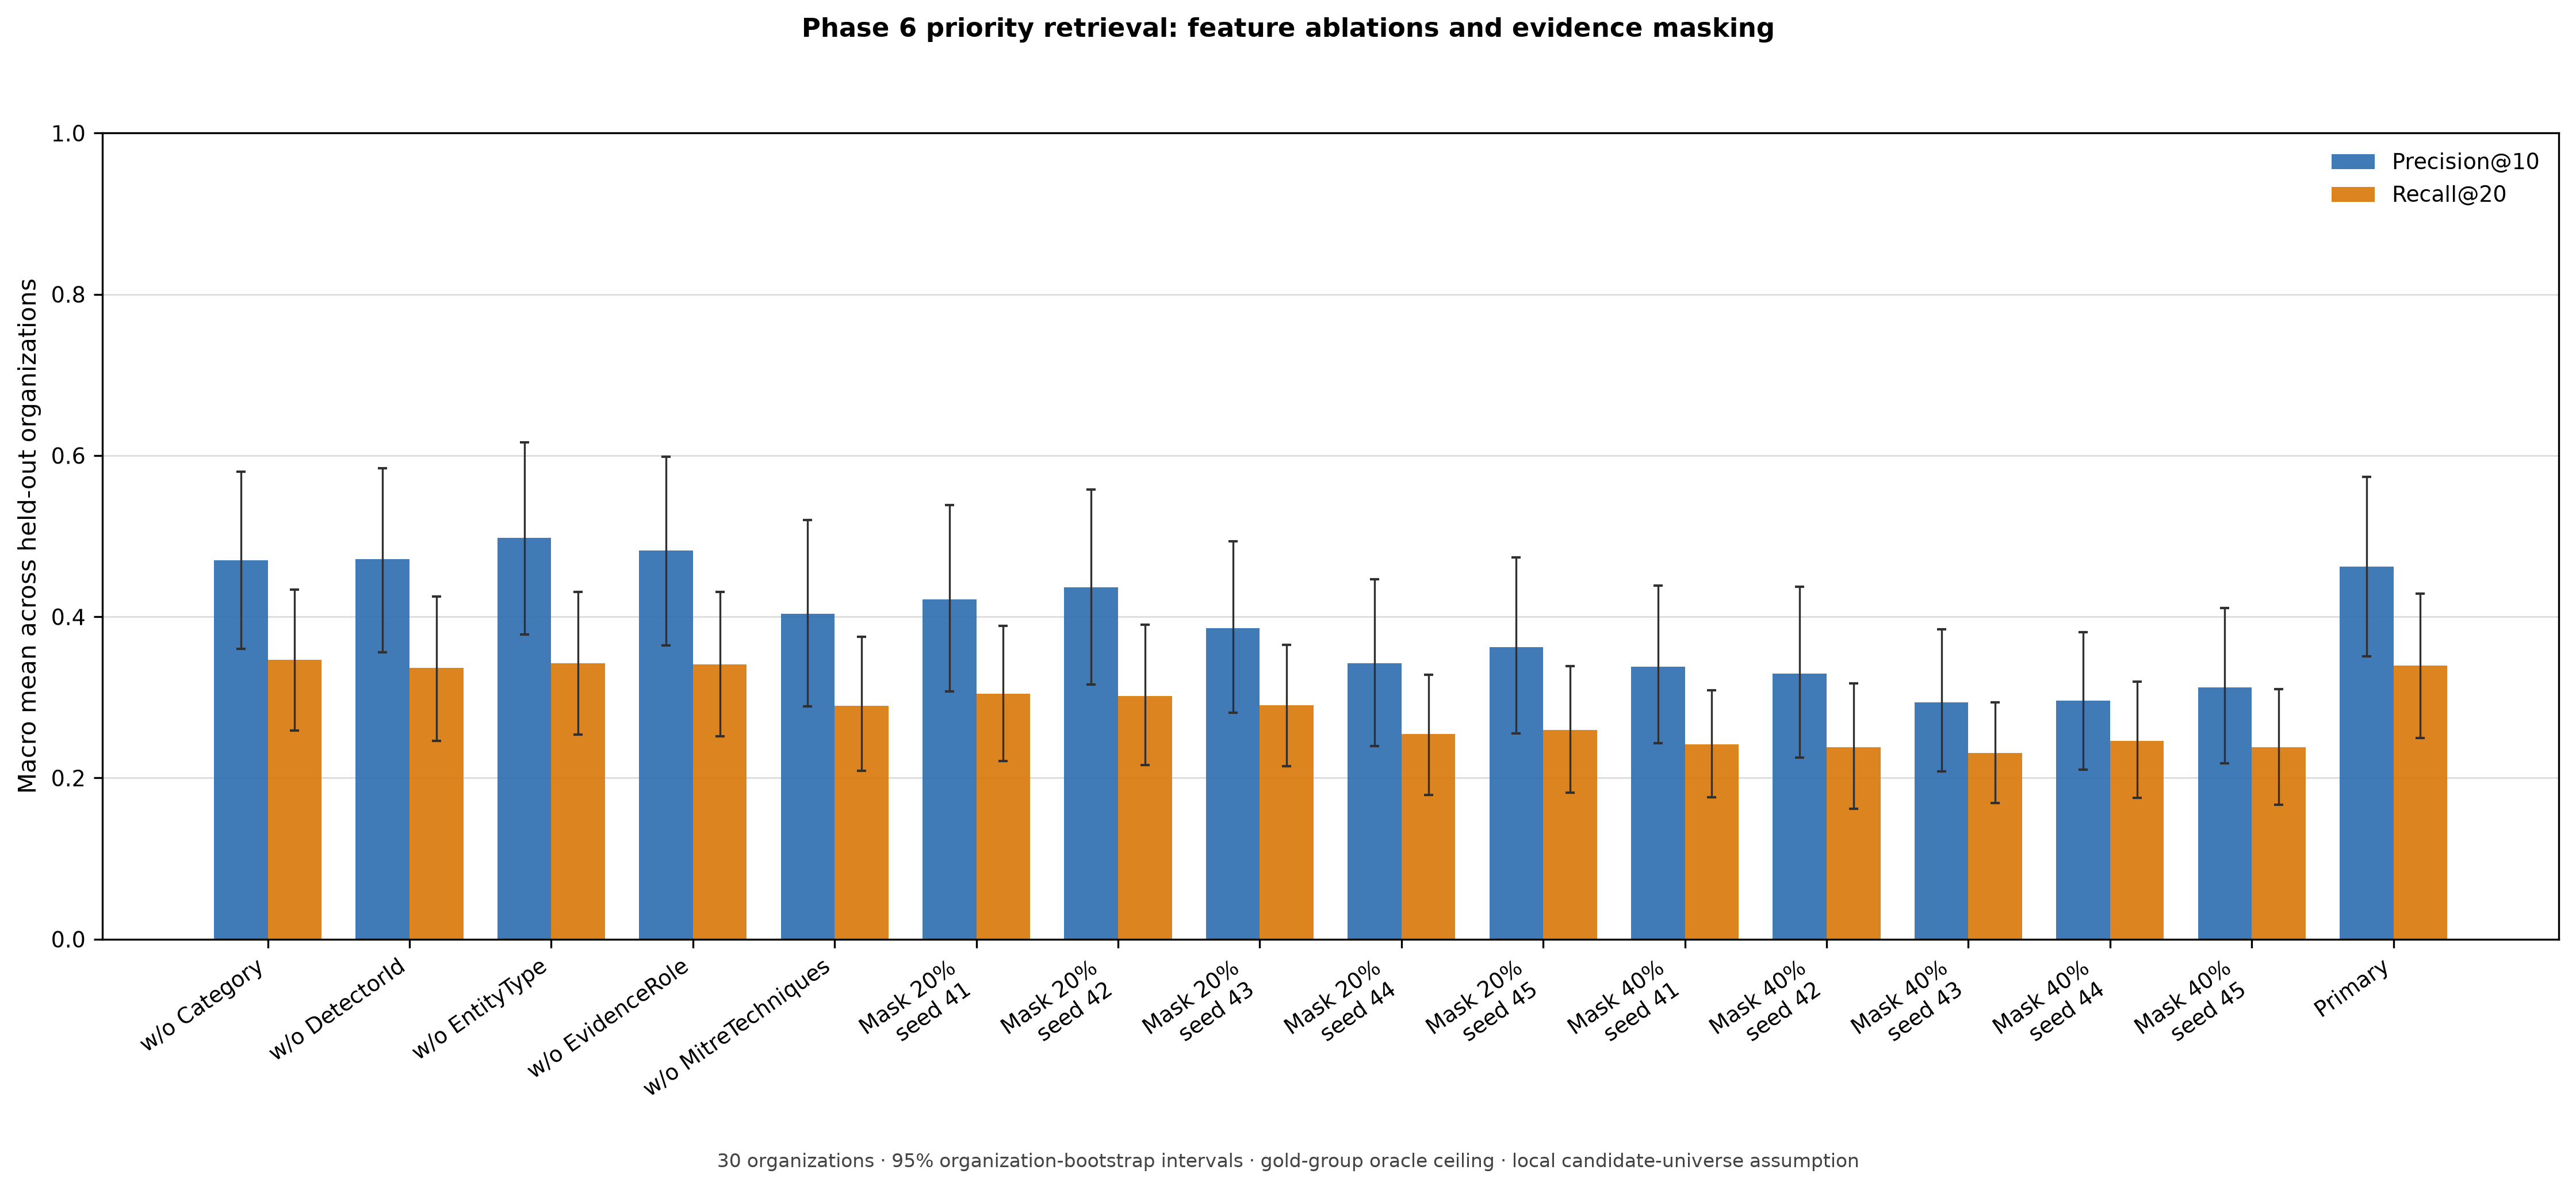 Phase 6 priority retrieval: feature ablations and evidence masking
Macro mean across held-out organizations
1.0
0.8
0.6
0.4
0.2
0.0
Precision@10
Recall@20
w/o Category
w/o DetectorId
w/o EntityType
w/o EvidenceRole
w/o MitreTechniques
Mask 20%
seed 41
Mask 20%
seed 42
Mask 20%
seed 43
Mask 20%
seed 44
Mask 20%
seed 45
Mask 40%
seed 41
Mask 40%
seed 42
Mask 40%
seed 43
Mask 40%
seed 44
Mask 40%
seed 45
Primary
30 organizations · 95% organization-bootstrap intervals · gold-group oracle ceiling · local candidate-universe assumption